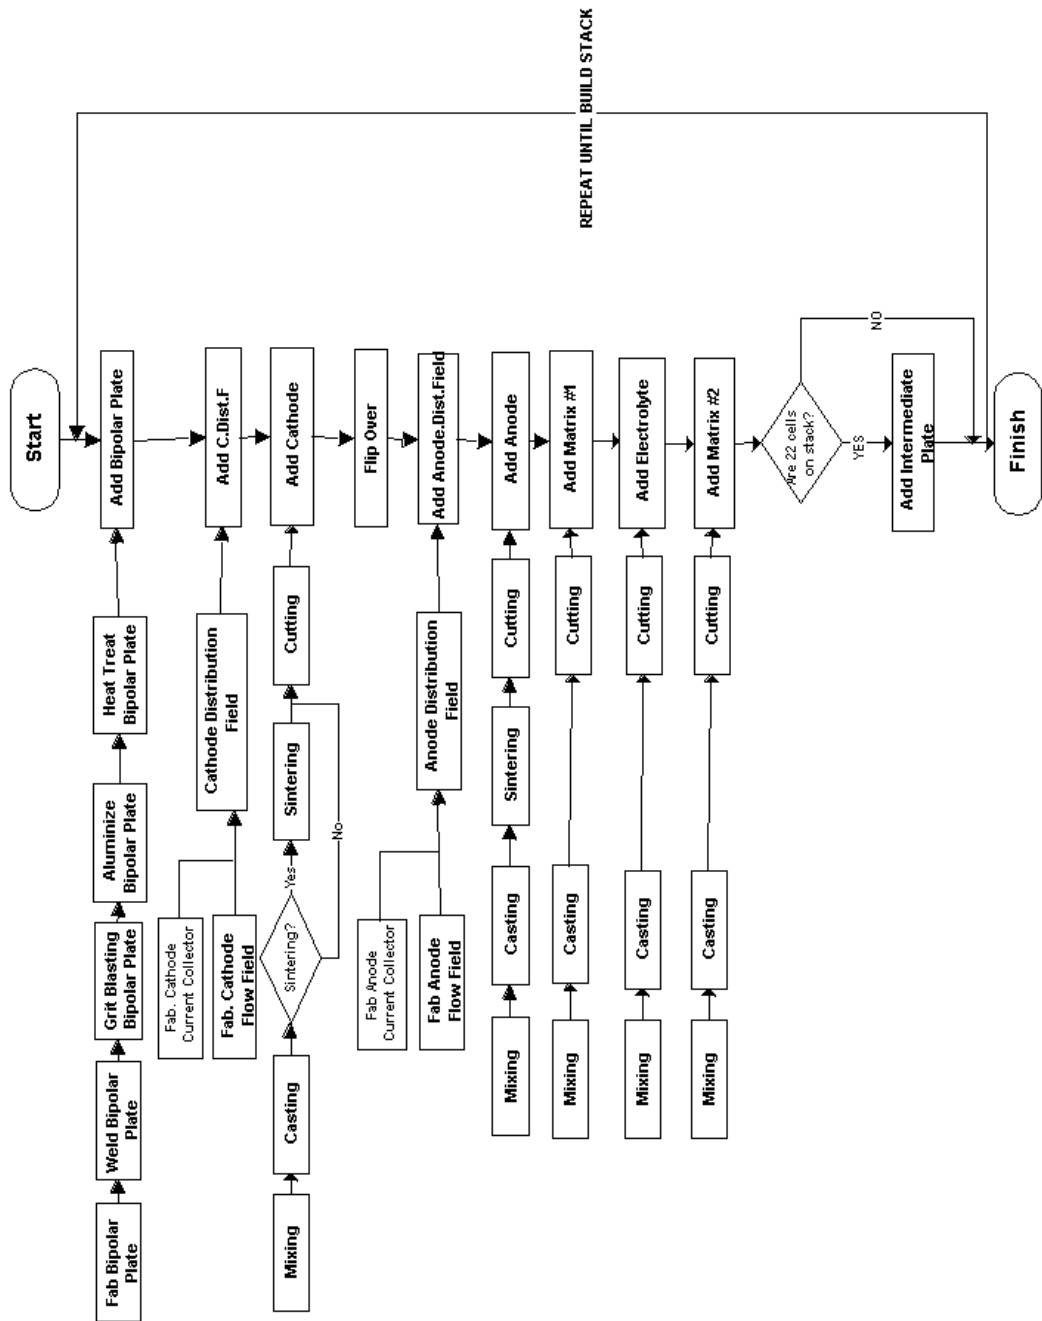 Start
Add Bipolar Plate
Add C.Dist.F
Add Cathode
Flip Over
Add Anode.Dist.Field
Add Anode
Add Matrix #1
Add Electrolyte
Add Matrix #2
Are 22 cells
on stack?
YES
NO
Add Intermediate
Plate
Finish
REPEAT UNTIL BUILD STACK
Fab Bipolar
Plate
Weld Bipolar
Plate
Grit Blasting
Bipolar Plate
Aluminize
Bipolar Plate
Heat Treat
Bipolar Plate
Fab. Cathode
Current Collector
Fab. Cathode
Flow Field
Cathode Distribution
Field
Mixing
Casting
Sintering?
Yes
No
Sintering
Cutting
Fab Anode
Current Collector
Fab Anode
Flow Field
Anode Distribution
Field
Mixing
Casting
Sintering
Cutting
Mixing
Casting
Cutting
Mixing
Casting
Cutting
Mixing
Casting
Cutting